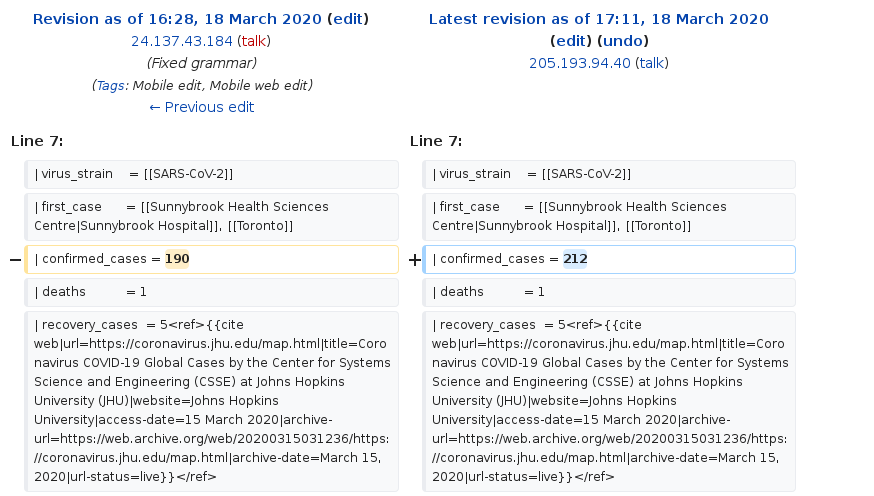 Revision as of 16:28, 18 March 2020 (edit)
24.137.43.184 (talk)
(Fixed grammar)
(Tags: Mobile edit, Mobile web edit)
← Previous edit
Latest revision as of 17:11, 18 March 2020
(edit) (undo)
205.193.94.40 (talk)
Line 7:
Line 7:
| virus_strain = [[SARS-CoV-2]]
| virus_strain = [[SARS-CoV-2]]
| first_case = [[Sunnybrook Health Sciences
Centre|Sunnybrook Hospital]], [[Toronto]]
| first_case = [[Sunnybrook Health Sciences
Centre|Sunnybrook Hospital]], [[Toronto]]
− | confirmed_cases = 190
+ | confirmed_cases = 212
| deaths = 1
| deaths = 1
| recovery_cases = 5<ref>{{cite
web|url=https://coronavirus.jhu.edu/map.html|title=Coro
navirus COVID-19 Global Cases by the Center for Systems
Science and Engineering (CSSE) at Johns Hopkins
University (JHU)|website=Johns Hopkins
University|access-date=15 March 2020|archive-
url=https://web.archive.org/web/20200315031236/https:
//coronavirus.jhu.edu/map.html|archive-date=March 15,
2020|url-status=live}}</ref>
| recovery_cases = 5<ref>{{cite
web|url=https://coronavirus.jhu.edu/map.html|title=Coro
navirus COVID-19 Global Cases by the Center for Systems
Science and Engineering (CSSE) at Johns Hopkins
University (JHU)|website=Johns Hopkins
University|access-date=15 March 2020|archive-
url=https://web.archive.org/web/20200315031236/https:
//coronavirus.jhu.edu/map.html|archive-date=March 15,
2020|url-status=live}}</ref>